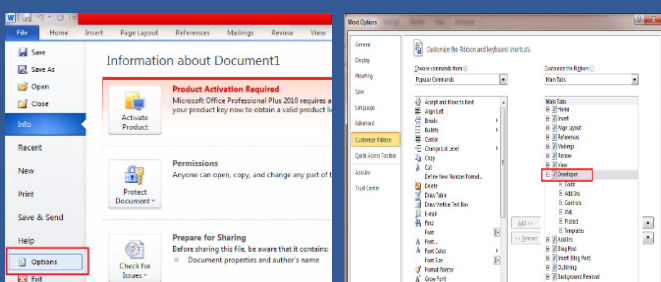 File Home Insert Page Layout References Mailings Review View
Save
Save As
Open
Close
Info
Recent
New
Print
Save & Send
Help
Options
Exit
Information about Document1
Activate
Product
Product Activation Required
Microsoft Office Professional Plus 2010 requires a
your product key now to obtain a valid product li
Protect
Document
Permissions
Anyone can open, copy, and change any part of t
Check for
Issues
Prepare for Sharing
Before sharing this file, be aware that it contains:
Document properties and author's name
Word Options
General
Display
Proofing
Save
Language
Advanced
Customize Ribbon
Quick Access Toolbar
Add-Ins
Trust Center
Customize the Ribbon and keyboard shortcuts.
Choose commands from:
Popular Commands
Accept and Move to Next
Align Left
Breaks
Bullets
Center
Change List Level
Copy
Cut
Define New Number Format...
Delete
Draw Table
Draw Vertical Text Box
E-mail
Find
Font
Font...
Font Color
Font Size
Format Painter
Grow Font
Add >>
<< Remove
Customize the Ribbon:
Main Tabs
Main Tabs
Home
Insert
Page Layout
References
Mailings
Review
View
Developer
Code
Add-Ins
Controls
XML
Protect
Templates
Add-Ins
Blog Post
Insert (Blog Post)
Outlining
Background Removal